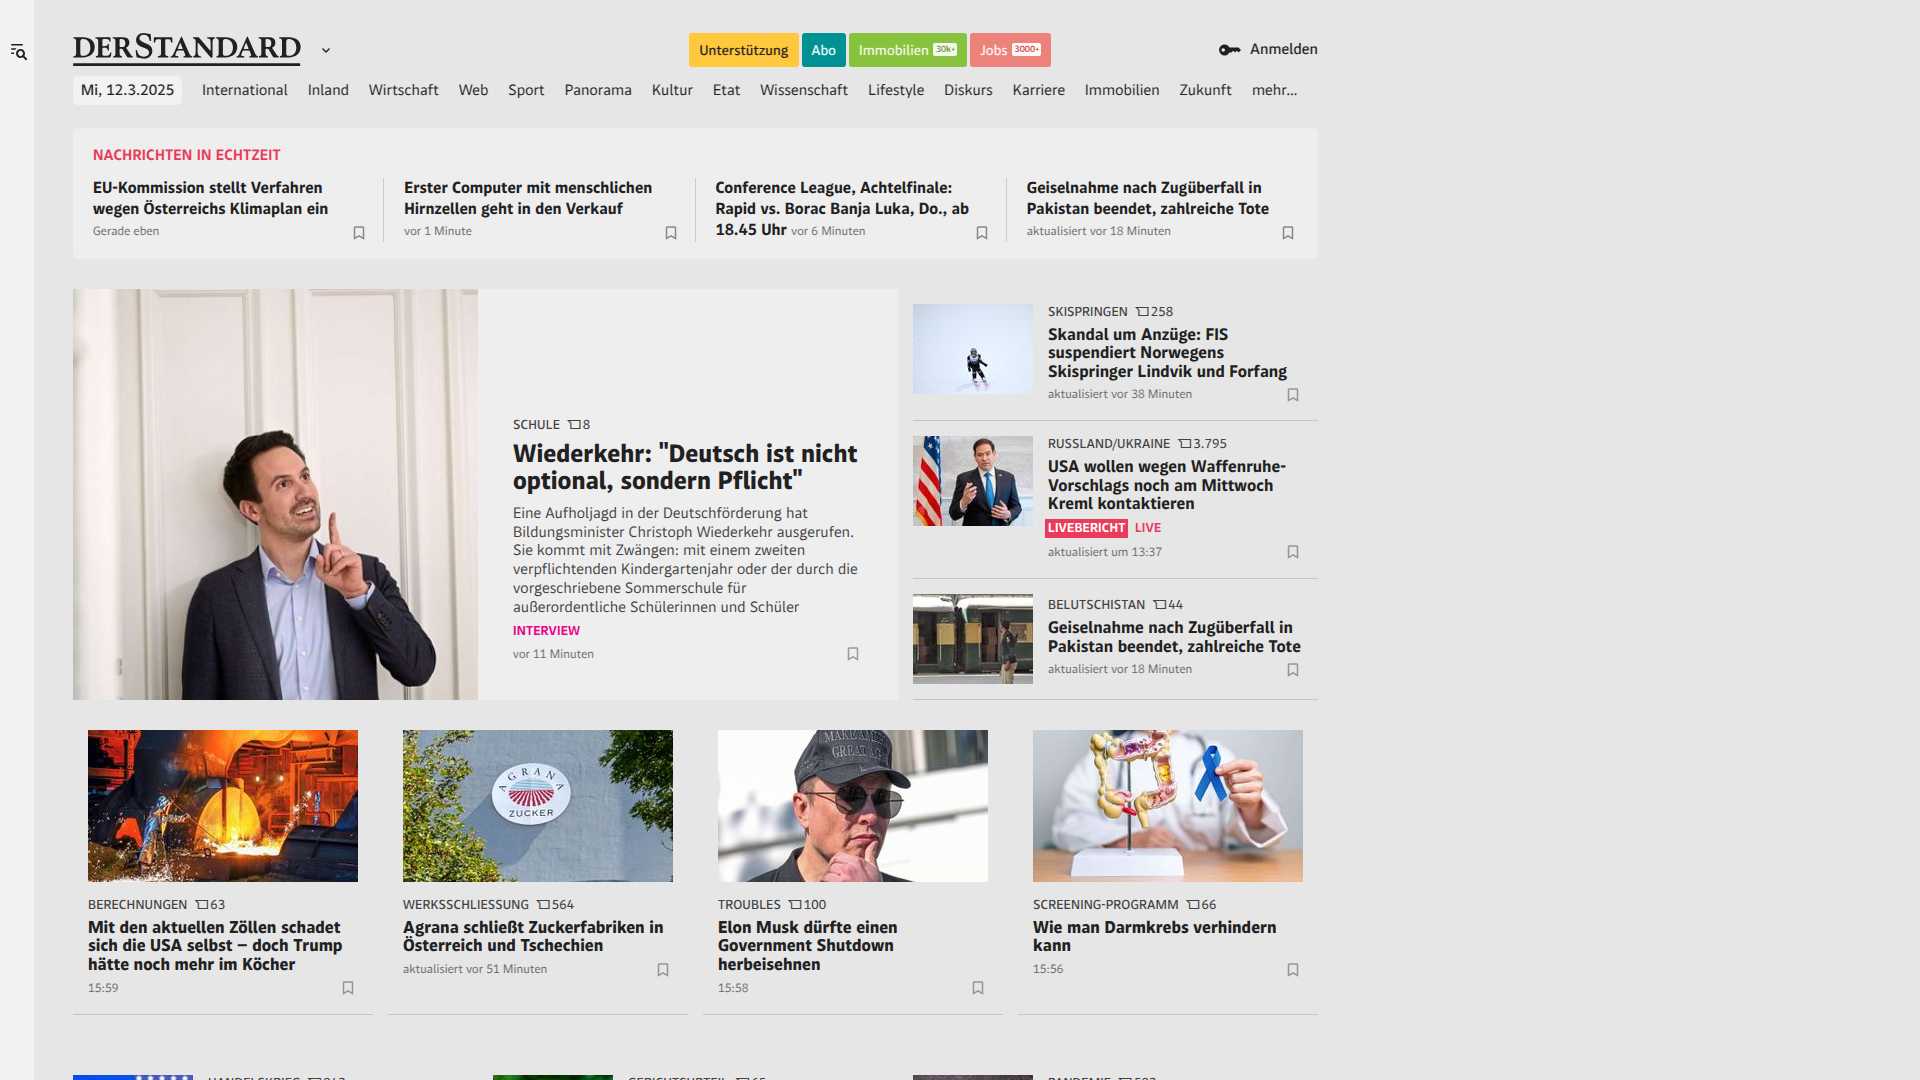 DERSTANDARD
Unterstützung
Abo
Immobilien 30k+
Jobs 3000+
Anmelden
Mi, 12.3.2025
International
Inland
Wirtschaft
Web
Sport
Panorama
Kultur
Etat
Wissenschaft
Lifestyle
Diskurs
Karriere
Immobilien
Zukunft
mehr...
NACHRICHTEN IN ECHTZEIT
EU-Kommission stellt Verfahren
wegen Österreichs Klimaplan ein
Gerade eben
Erster Computer mit menschlichen
Hirnzellen geht in den Verkauf
vor 1 Minute
Conference League, Achtelfinale:
Rapid vs. Borac Banja Luka, Do., ab
18.45 Uhr vor 6 Minuten
Geiselnahme nach Zugüberfall in
Pakistan beendet, zahlreiche Tote
aktualisiert vor 18 Minuten
SCHULE 8
Wiederkehr: "Deutsch ist nicht
optional, sondern Pflicht"
Eine Aufholjagd in der Deutschförderung hat
Bildungsminister Christoph Wiederkehr ausgerufen.
Sie kommt mit Zwängen: mit einem zweiten
verpflichtenden Kindergartenjahr oder der durch die
vorgeschriebene Sommerschule für
außerordentliche Schülerinnen und Schüler
INTERVIEW
vor 11 Minuten
SKISPRINGEN 258
Skandal um Anzüge: FIS
suspendiert Norwegens
Skispringer Lindvik und Forfang
aktualisiert vor 38 Minuten
RUSSLAND/UKRAINE 3.795
USA wollen wegen Waffenruhe-
Vorschlags noch am Mittwoch
Kreml kontaktieren
LIVEBERICHT LIVE
aktualisiert um 13:37
BELUTSCHISTAN 44
Geiselnahme nach Zugüberfall in
Pakistan beendet, zahlreiche Tote
aktualisiert vor 18 Minuten
BERECHNUNGEN 63
Mit den aktuellen Zöllen schadet
sich die USA selbst – doch Trump
hätte noch mehr im Köcher
15:59
AGRANA
ZUCKER
WERKSSCHLIESSUNG 564
Agrana schließt Zuckerfabriken in
Österreich und Tschechien
aktualisiert vor 51 Minuten
TROUBLES 100
Elon Musk dürfte einen
Government Shutdown
herbeisehnen
15:58
SCREENING-PROGRAMM 66
Wie man Darmkrebs verhindern
kann
15:56